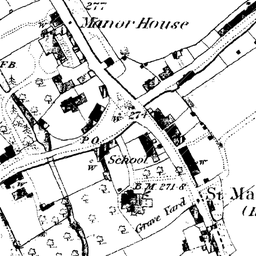 277
Manor House
F.B.
274
P.O.
W
School
W
W
B.M. 271.6
St. Ma
Grave Yard